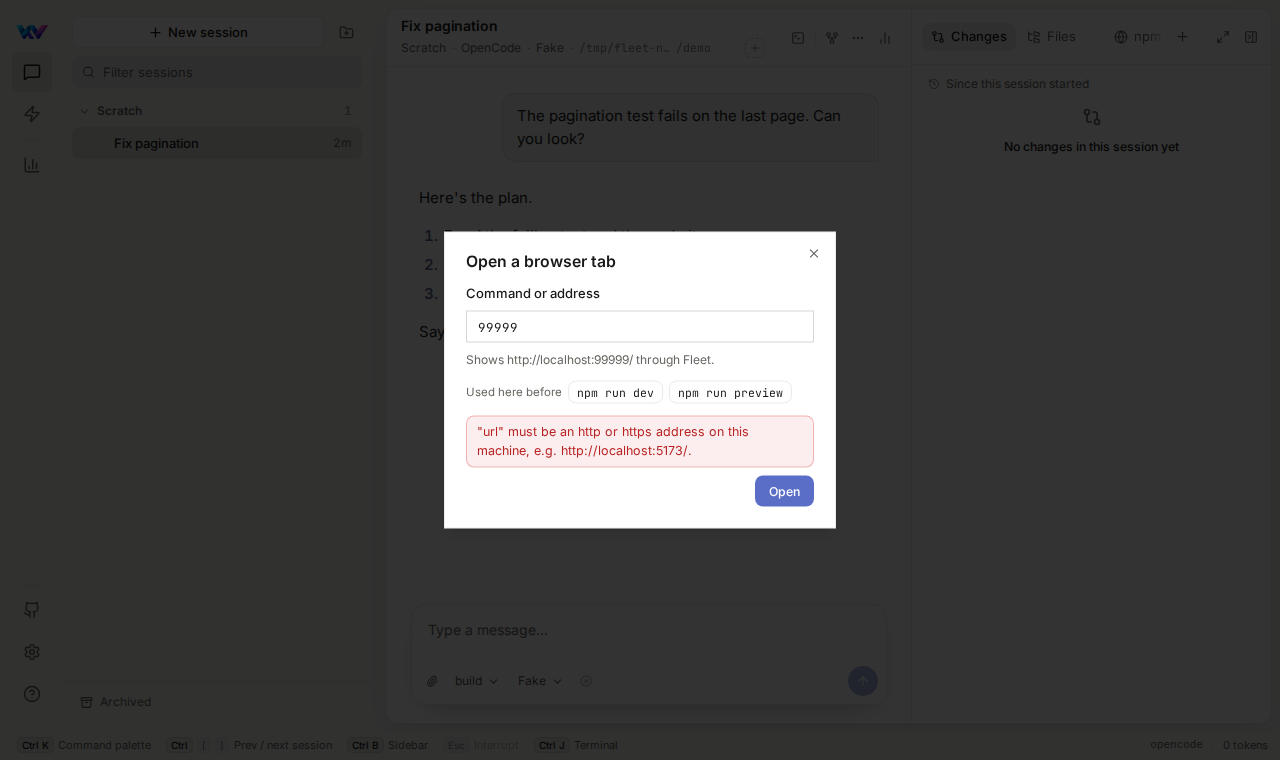 New session
Filter sessions
Scratch 1
Fix pagination 2m
Archived
Fix pagination
Scratch · OpenCode · Fake · /tmp/fleet-n… /demo
The pagination test fails on the last page. Can
you look?
Here's the plan.
1.
2.
3.
Say
Open a browser tab
Command or address
99999
Shows http://localhost:99999/ through Fleet.
Used here before npm run dev npm run preview
"url" must be an http or https address on this
machine, e.g. http://localhost:5173/.
Open
Type a message...
build Fake
Changes Files npm
Since this session started
No changes in this session yet
Ctrl K Command palette Ctrl [ ] Prev / next session Ctrl B Sidebar Esc Interrupt Ctrl J Terminal
opencode 0 tokens